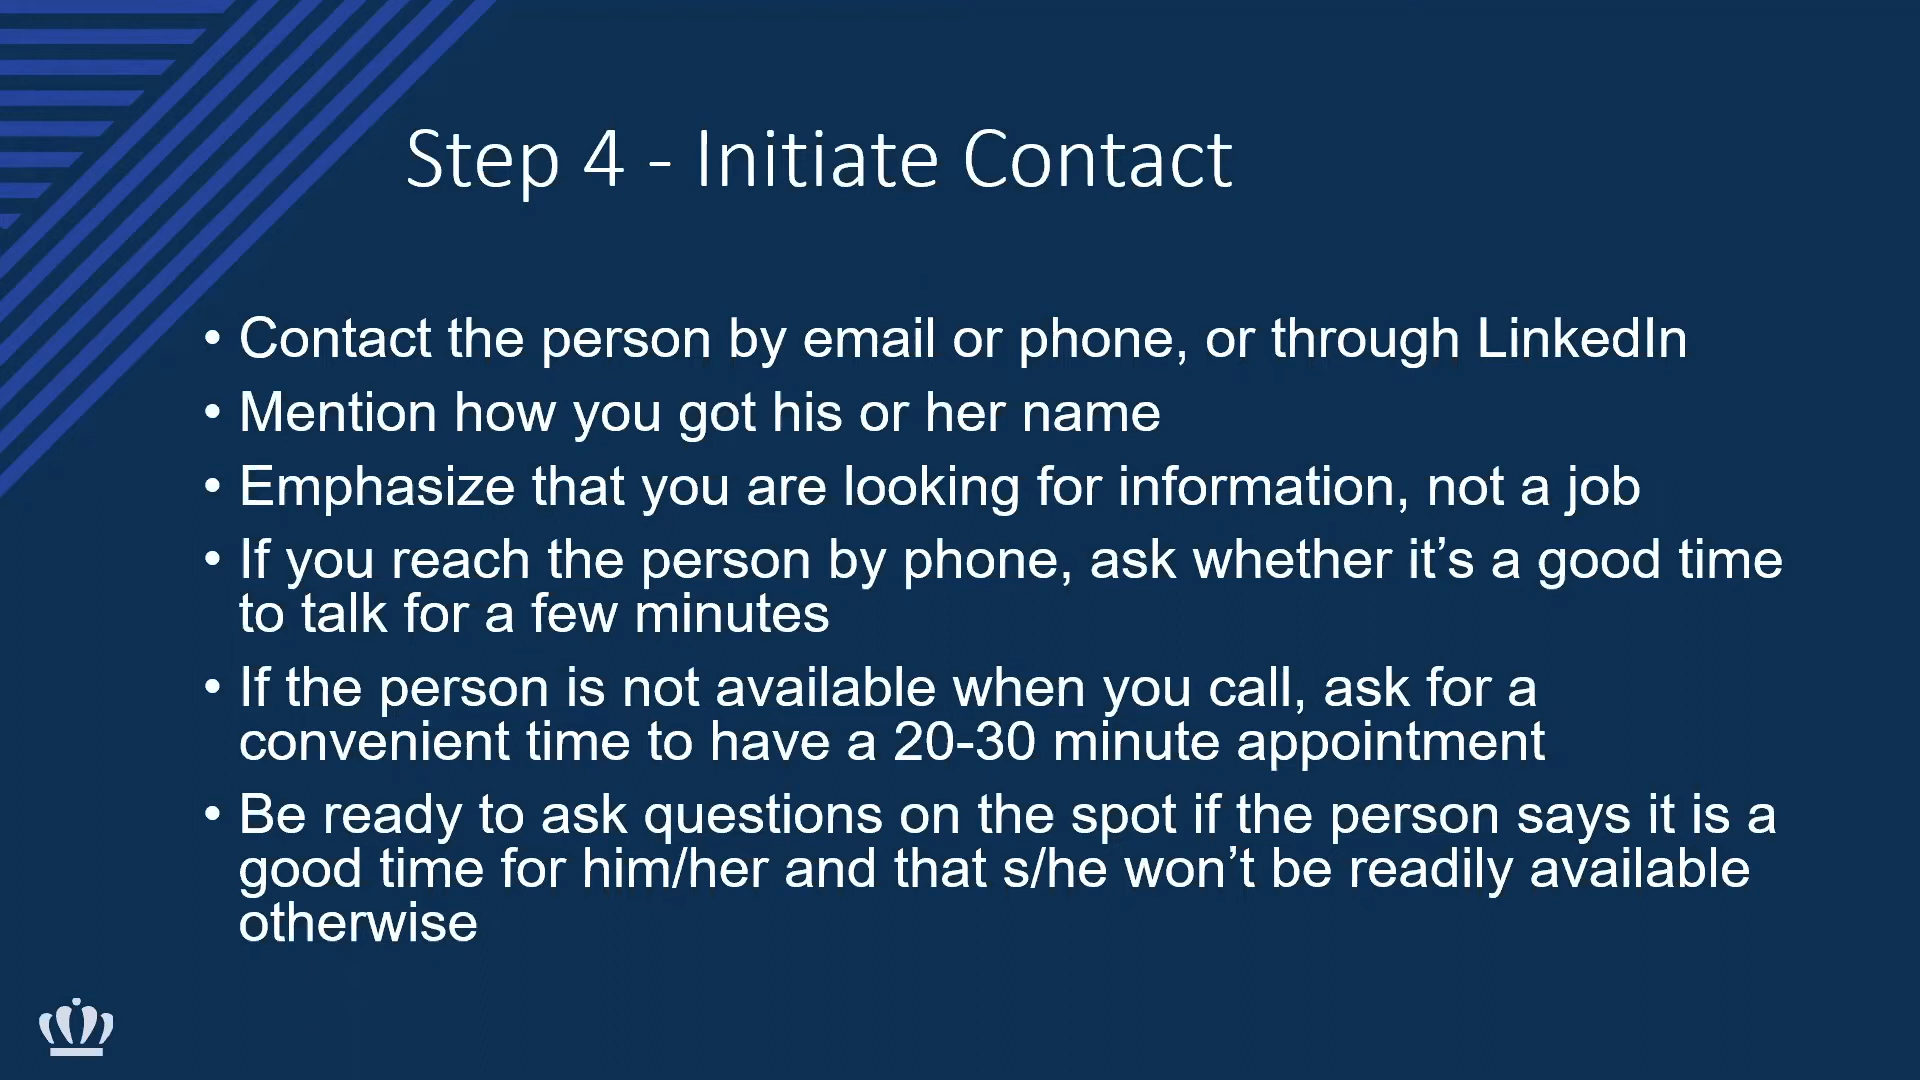 Step 4 - Initiate Contact
• Contact the person by email or phone, or through LinkedIn
• Mention how you got his or her name
• Emphasize that you are looking for information, not a job
• If you reach the person by phone, ask whether it’s a good time
to talk for a few minutes
• If the person is not available when you call, ask for a
convenient time to have a 20-30 minute appointment
• Be ready to ask questions on the spot if the person says it is a
good time for him/her and that s/he won’t be readily available
otherwise